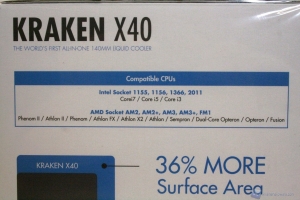 KRAKEN X40
THE WORLD'S FIRST ALL-IN-ONE 140MM LIQUID COOLER
Compatible CPUs
Intel Socket 1155, 1156, 1366, 2011
Corei7 / Core i5 / Core i3
AMD Socket AM2, AM2+, AM3, AM3+, FM1
Phenom II / Athlon II / Phenom / Athlon FX / Athlon X2 / Athlon / Sempron / Dual-Core Opteron / Opteron / Fusion
KRAKEN X40
36% MORE
Surface Area